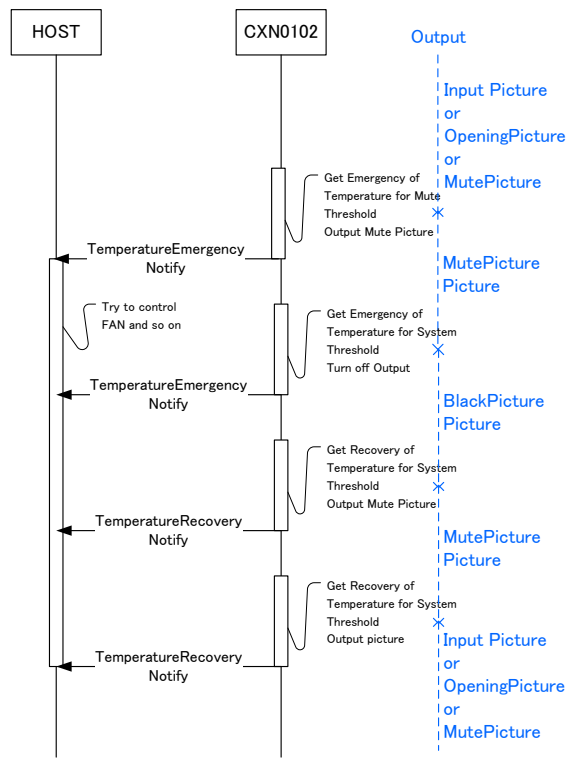 HOST
CXN0102
Output
Input Picture
or
OpeningPicture
or
MutePicture
Get Emergency of
Temperature for Mute
Threshold
Output Mute Picture
TemperatureEmergency
Notify
MutePicture
Picture
Try to control
FAN and so on
Get Emergency of
Temperature for System
Threshold
Turn off Output
TemperatureEmergency
Notify
BlackPicture
Picture
Get Recovery of
Temperature for System
Threshold
Output Mute Picture
TemperatureRecovery
Notify
MutePicture
Picture
Get Recovery of
Temperature for System
Threshold
Output picture
TemperatureRecovery
Notify
Input Picture
or
OpeningPicture
or
MutePicture